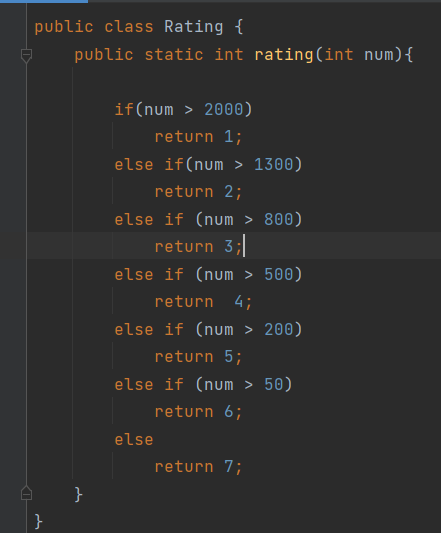 public class Rating {
    public static int rating(int num){

        if(num > 2000)
            return 1;
        else if(num > 1300)
            return 2;
        else if (num > 800)
            return 3;
        else if (num > 500)
            return  4;
        else if (num > 200)
            return 5;
        else if (num > 50)
            return 6;
        else
            return 7;
    }
}